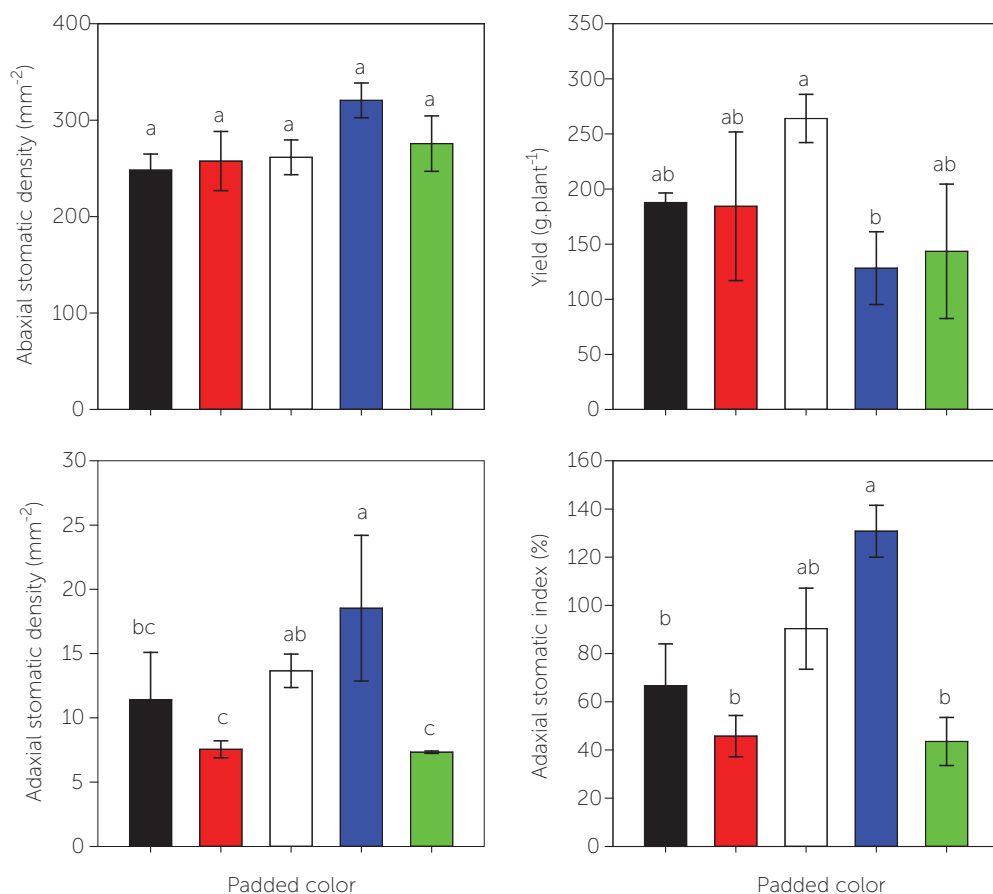 Abaxial stomatic density (mm⁻²)
400
300
200
100
0
a
a
a
a
a
Yield (g.plant⁻¹)
350
300
250
200
150
100
50
0
ab
ab
a
b
ab
Adaxial stomatic density (mm⁻²)
30
25
20
15
10
5
0
bc
c
ab
a
c
Padded color
Adaxial stomatic index (%)
160
140
120
100
80
60
40
20
0
b
b
ab
a
b
Padded color